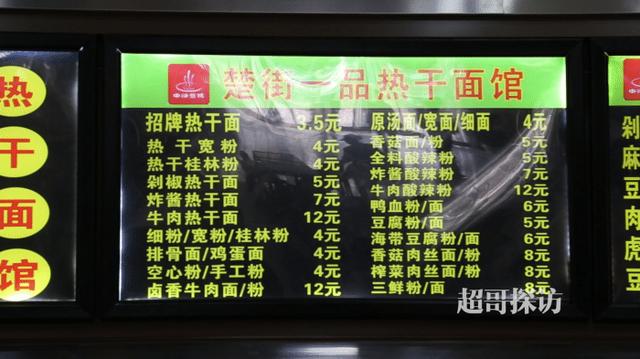 热
干
面
馆
楚街一品热干面馆
招牌热干面 3.5元
热干宽粉 4元
热干桂林粉 4元
剁椒热干面 5元
炸酱热干面 7元
牛肉热干面 12元
细粉/宽粉/桂林粉 4元
排骨面/鸡蛋面 4元
空心粉/手工粉 4元
卤香牛肉面/粉 12元
原汤面/宽面/细面 4元
香菇面/粉 5元
全料酸辣粉 5元
炸酱酸辣粉 7元
牛肉酸辣粉 12元
鸭血粉/面 6元
豆腐粉/面 5元
海带豆腐粉/面 6元
香菇肉丝粉/面 8元
榨菜肉丝面/粉 8元
三鲜粉/面 8元
剁
麻
豆
肉
虎
豆
超哥探访